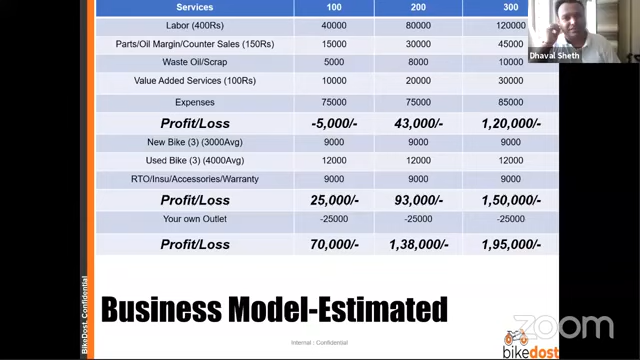 Services 100 200 300
Labor (400Rs) 40000 80000 120000
Parts/Oil Margin/Counter Sales (150Rs) 15000 30000 45000
Waste Oil/Scrap 5000 8000 10000
Value Added Services (100Rs) 10000 20000 30000
Expenses 75000 75000 85000
Profit/Loss -5,000/- 43,000/- 1,20,000/-
New Bike (3) (3000Avg) 9000 9000 9000
Used Bike (3) (4000Avg) 12000 12000 12000
RTO/Insu/Accessories/Warranty 9000 9000 9000
Profit/Loss 25,000/- 93,000/- 1,50,000/-
Your own Outlet -25000 -25000 -25000
Profit/Loss 70,000/- 1,38,000/- 1,95,000/-
Business Model-Estimated
Internal : Confidential
BikeDost, Confidential
Dhaval Sheth
zoom
bikedost